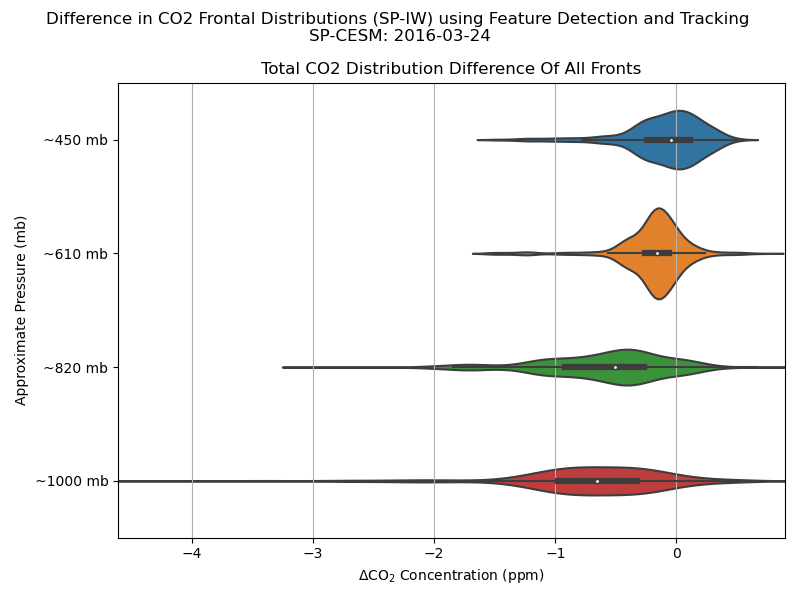 Difference in CO2 Frontal Distributions (SP-IW) using Feature Detection and Tracking
SP-CESM: 2016-03-24
Total CO2 Distribution Difference Of All Fronts
Approximate Pressure (mb)
~450 mb
~610 mb
~820 mb
~1000 mb
−4 −3 −2 −1 0
ΔCO₂ Concentration (ppm)